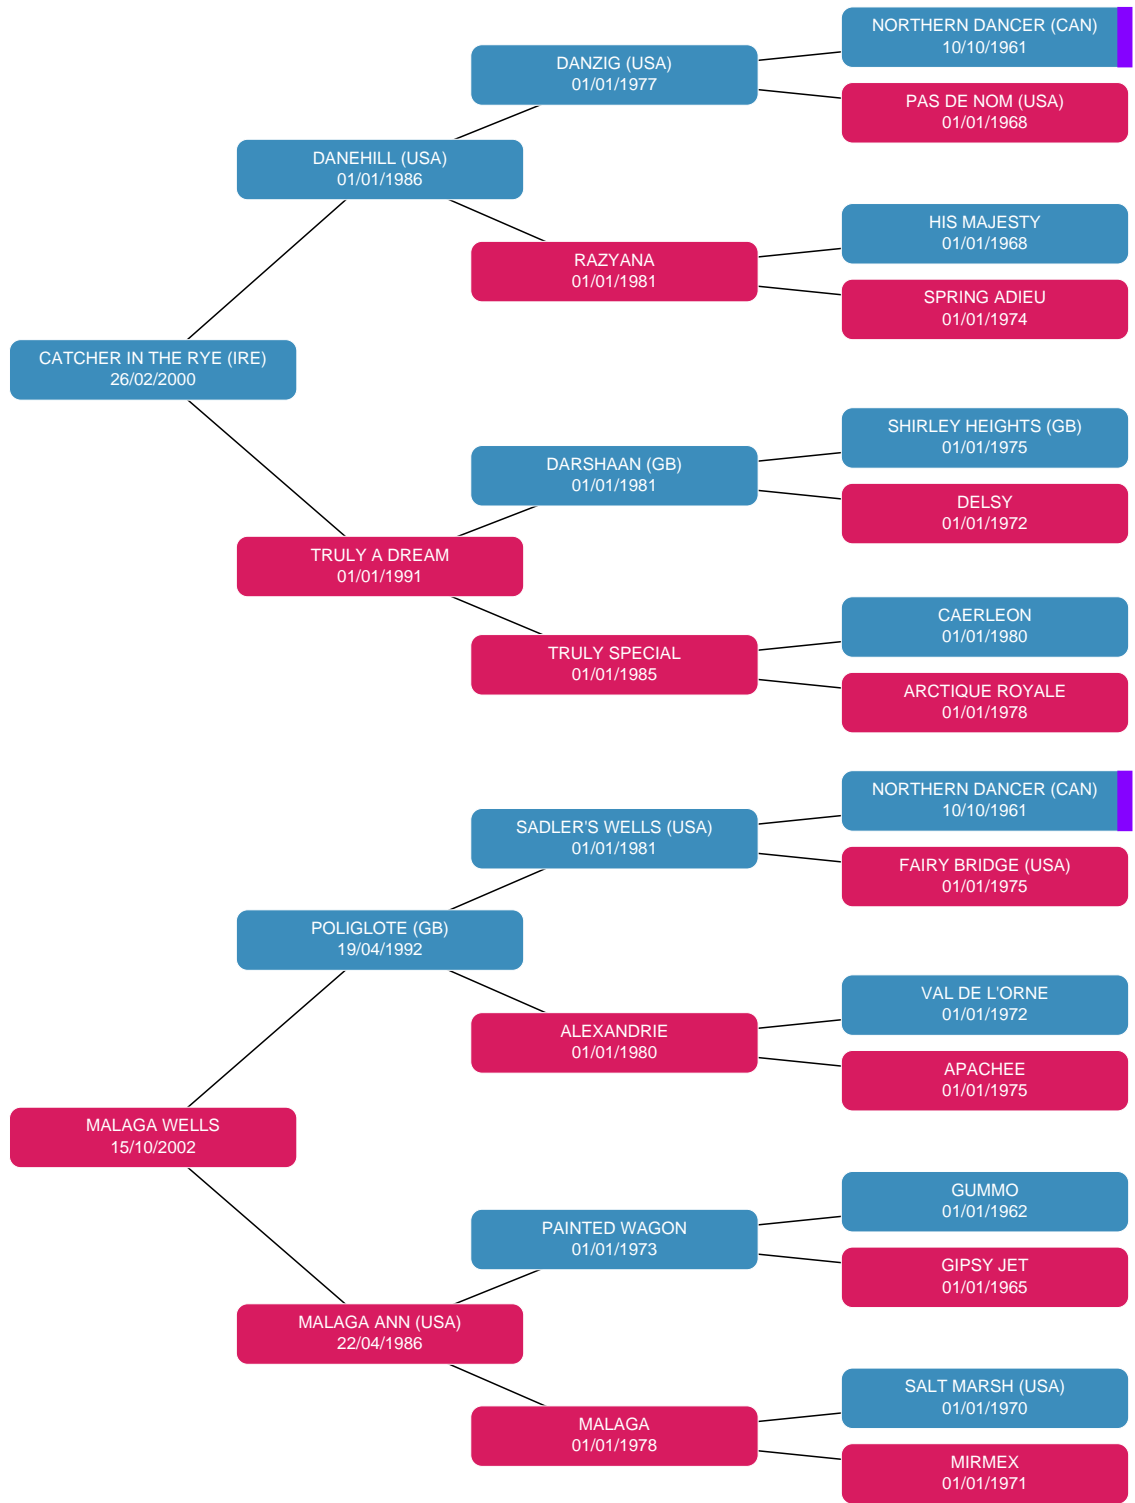 NORTHERN DANCER (CAN)
10/10/1961
DANZIG (USA)
01/01/1977
PAS DE NOM (USA)
01/01/1968
DANEHILL (USA)
01/01/1986
HIS MAJESTY
01/01/1968
RAZYANA
01/01/1981
SPRING ADIEU
01/01/1974
CATCHER IN THE RYE (IRE)
26/02/2000
SHIRLEY HEIGHTS (GB)
01/01/1975
DARSHAAN (GB)
01/01/1981
DELSY
01/01/1972
TRULY A DREAM
01/01/1991
CAERLEON
01/01/1980
TRULY SPECIAL
01/01/1985
ARCTIQUE ROYALE
01/01/1978
NORTHERN DANCER (CAN)
10/10/1961
SADLER'S WELLS (USA)
01/01/1981
FAIRY BRIDGE (USA)
01/01/1975
POLIGLOTE (GB)
19/04/1992
VAL DE L'ORNE
01/01/1972
ALEXANDRIE
01/01/1980
APACHEE
01/01/1975
MALAGA WELLS
15/10/2002
GUMMO
01/01/1962
PAINTED WAGON
01/01/1973
GIPSY JET
01/01/1965
MALAGA ANN (USA)
22/04/1986
SALT MARSH (USA)
01/01/1970
MALAGA
01/01/1978
MIRMEX
01/01/1971